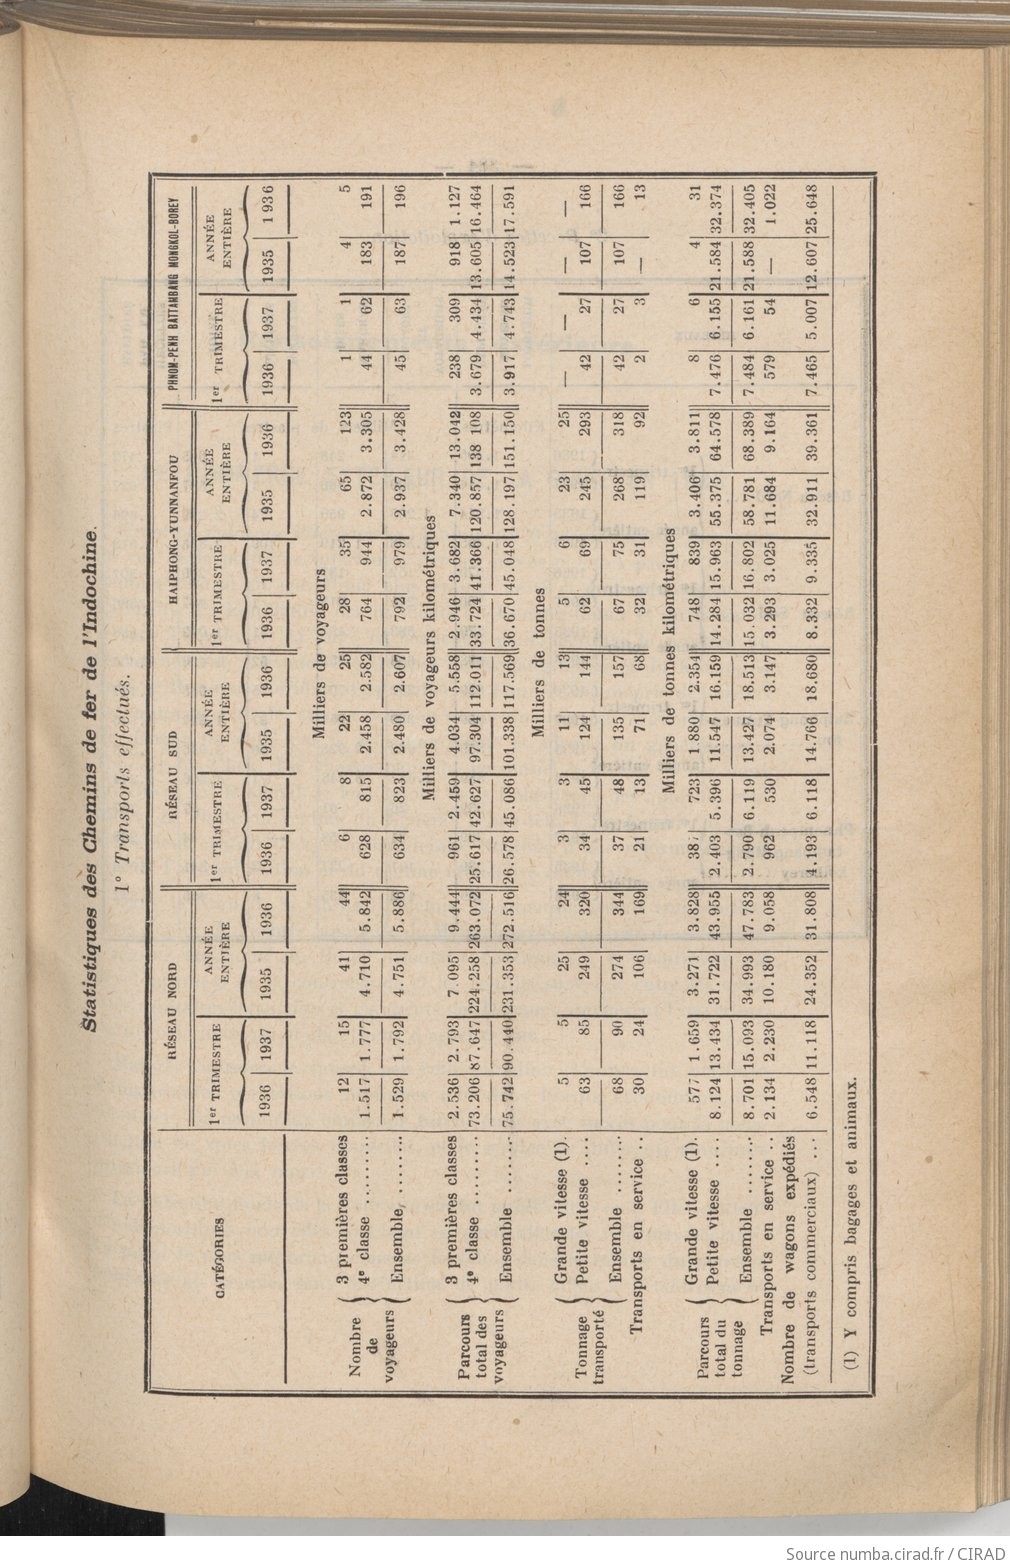 Statistiques des Chemins de fer de l'Indochine.
1° Transports effectués.
CATÉGORIES RÉSEAU NORD RÉSEAU SUD HAIPHONG-YUNNANFOU PHNOM-PENH BATTAMBANG MONGKOL-BOREY
1er TRIMESTRE ANNÉE ENTIÈRE 1er TRIMESTRE ANNÉE ENTIÈRE 1er TRIMESTRE ANNÉE ENTIÈRE 1er TRIMESTRE ANNÉE ENTIÈRE
1936 1937 1935 1936 1936 1937 1935 1936 1936 1937 1935 1936 1936 1937 1935 1936
Milliers de voyageurs
Nombre de voyageurs
3 premières classes 12 15 41 44 6 8 22 25 28 35 65 123 1 1 4 5
4e classe ......... 1.517 1.777 4.710 5.842 628 815 2.458 2.582 764 944 2.872 3.305 44 62 183 191
Ensemble, ........ 1.529 1.792 4.751 5.886 634 823 2.480 2.607 792 979 2.937 3.428 45 63 187 196
Milliers de voyageurs kilométriques
Parcours total des voyageurs
3 premières classes 2.536 2.793 7.095 9.444 961 2.459 4.034 5.558 2.946 3.682 7.340 13.042 238 309 918 1.127
4e classe ......... 73.206 87.647 224.258 263.072 25.617 42.627 97.304 112.011 33.724 41.366 120.857 138 108 3.679 4.434 13.605 16.464
Ensemble ........ 75.742 90.440 231.353 272.516 26.578 45.086 101.338 117.569 36.670 45.048 128.197 151.150 3.917 4.743 14.523 17.591
Milliers de tonnes
Tonnage transporté
Grande vitesse (1). 5 5 25 24 3 3 11 13 5 6 23 25 — — — —
Petite vitesse .... 63 85 249 320 34 45 124 144 62 69 245 293 42 27 107 166
Ensemble ....... 68 90 274 344 37 48 135 157 67 75 268 318 42 27 107 166
Transports en service .. 30 24 106 169 21 13 71 68 32 31 119 92 2 3 — 13
Milliers de tonnes kilométriques
Parcours total du tonnage
Grande vitesse (1). 577 1.659 3.271 3.828 387 723 1 880 2.354 748 839 3.406 3.811 8 6 4 31
Petite vitesse .... 8.124 13.434 31.722 43.955 2.403 5.396 11.547 16.159 14.284 15.963 55.375 64.578 7.476 6.155 21.584 32.374
Ensemble ....... 8.701 15.093 34.993 47.783 2.790 6.119 13.427 18.513 15.032 16.802 58.781 68.389 7.484 6.161 21.588 32.405
Transports en service .. 2.134 2.230 10.180 9.058 962 530 2.074 3.147 3.293 3.025 11.684 9.164 579 54 — 1.022
Nombre de wagons expédiés
(transports commerciaux) ... 6.548 11.118 24.352 31.808 4.193 6.118 14.766 18.680 8.332 9.335 32.911 39.361 7.465 5.007 12.607 25.648
(1) Y compris bagages et animaux.
Source numba.cirad.fr / CIRAD